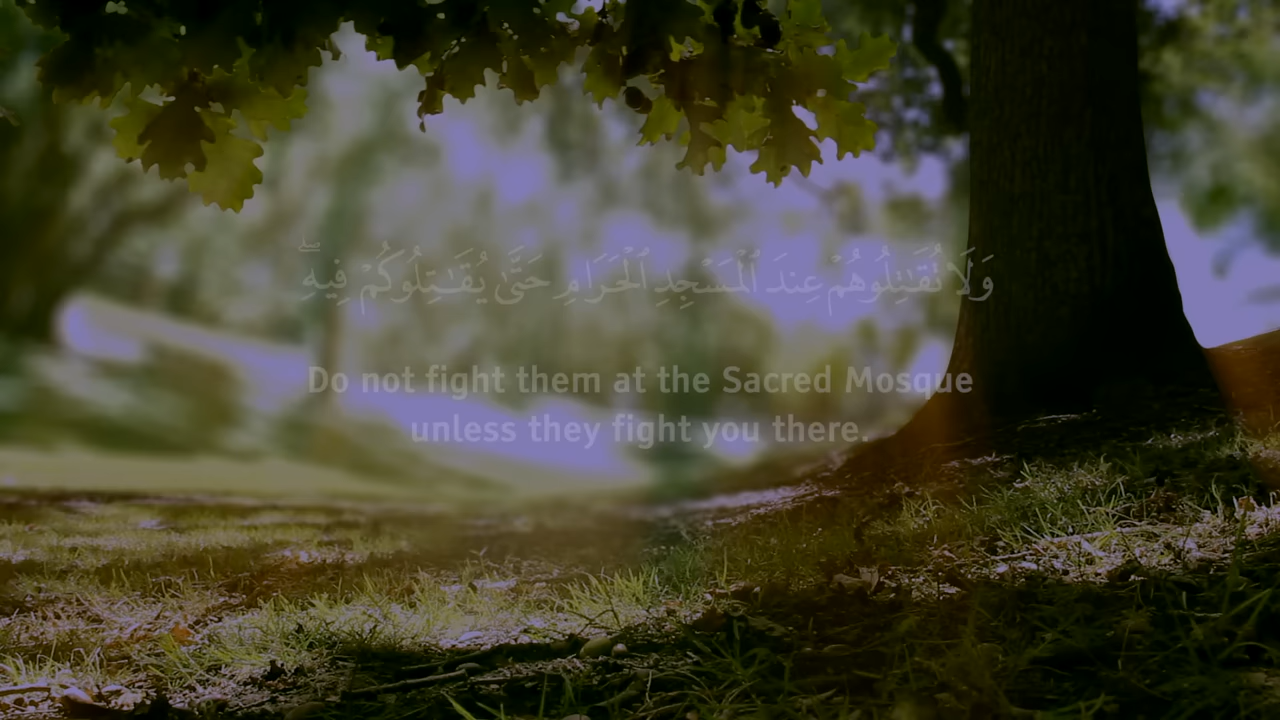 وَلَا تُقَـٰتِلُوهُمْ عِندَ ٱلْمَسْجِدِ ٱلْحَرَامِ حَتَّىٰ يُقَـٰتِلُوكُمْ فِيهِ ۖ
Do not fight them at the Sacred Mosque
unless they fight you there.